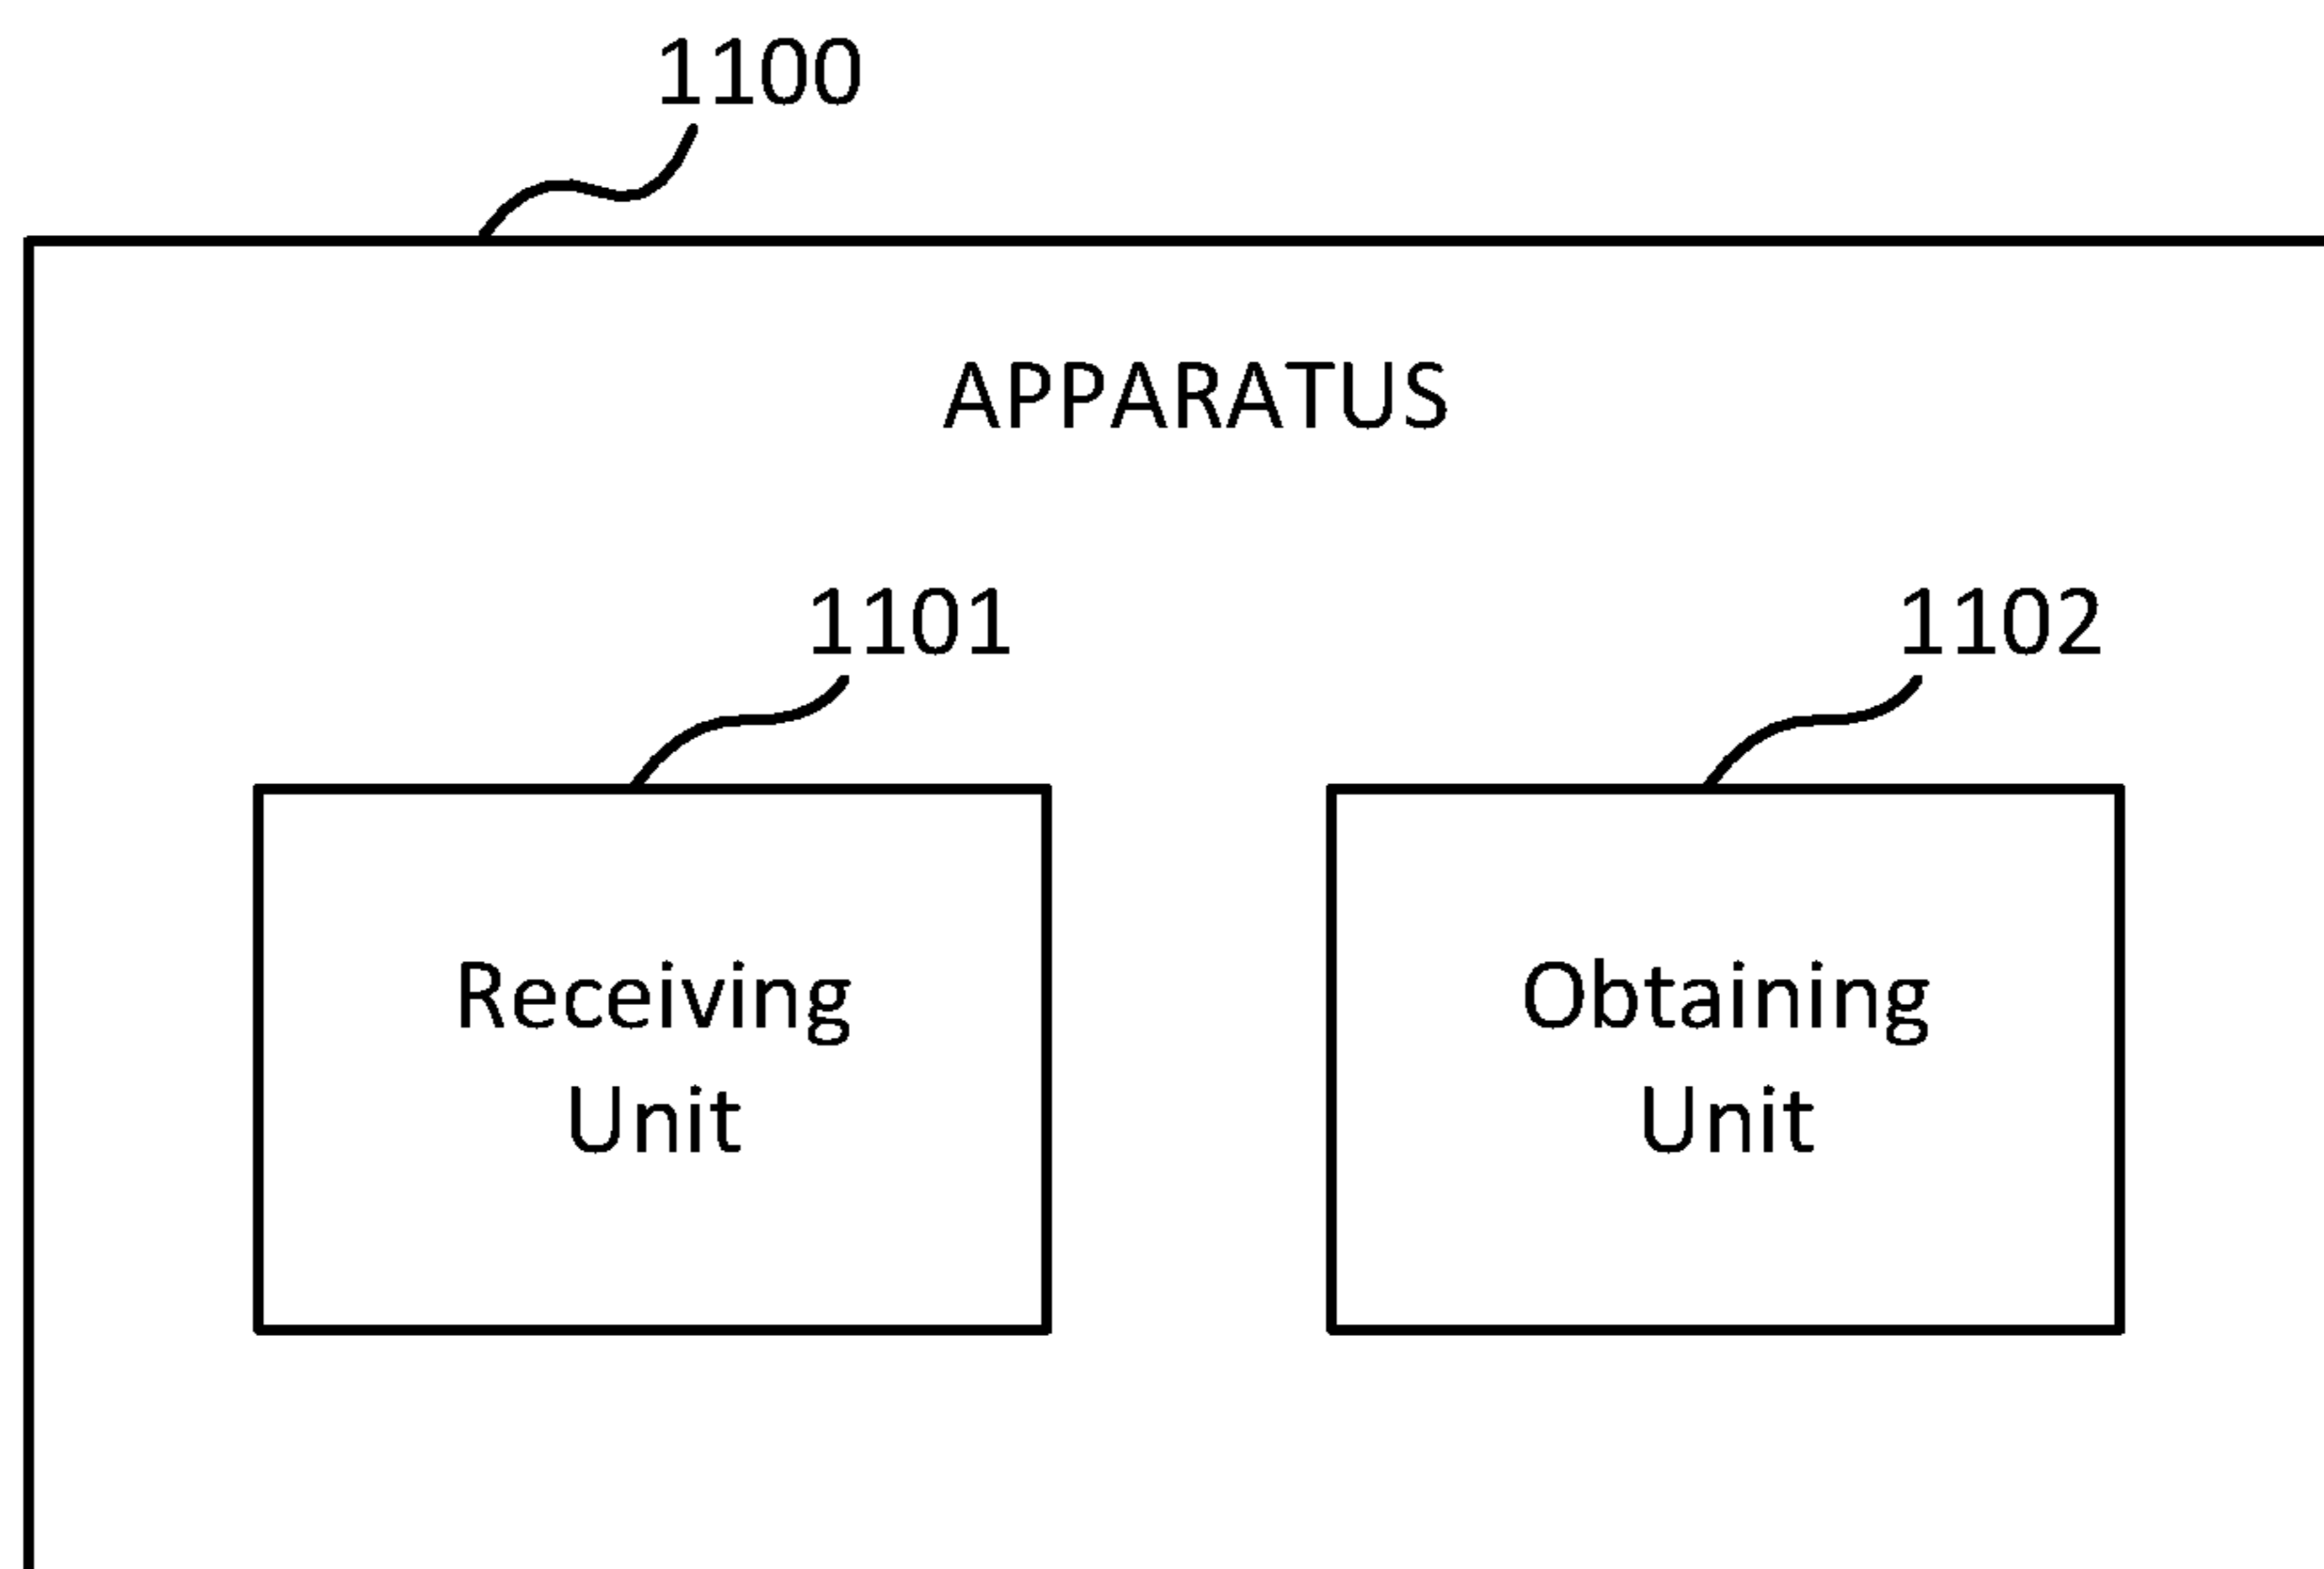 1100
APPARATUS
1101
1102
Receiving
Unit
Obtaining
Unit